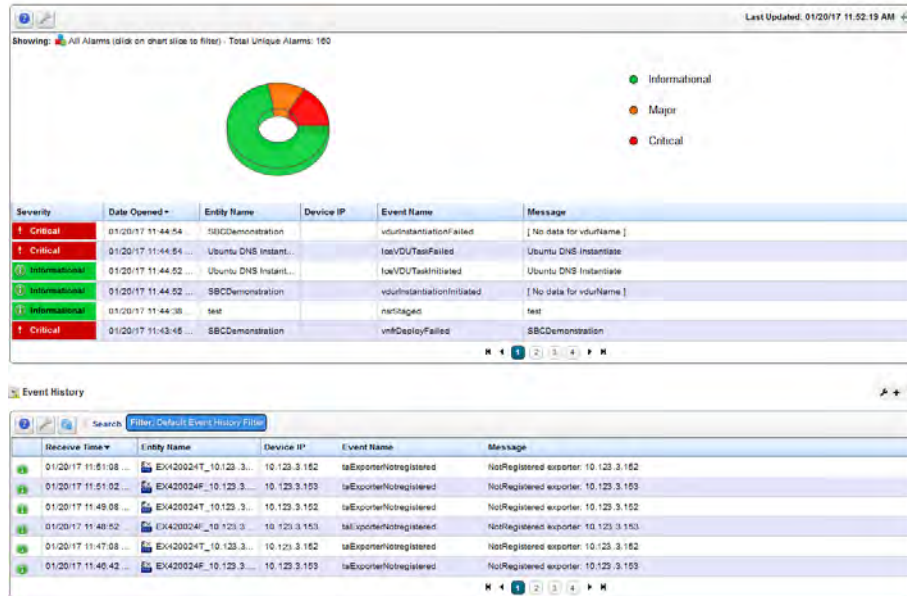 Last Updated: 01/20/17 11:52:19 AM
Showing: All Alarms (click on chart slice to filter) - Total Unique Alarms: 160
Informational
Major
Critical
Severity Date Opened Entity Name Device IP Event Name Message
Critical 01/20/17 11:44:54 ... SBCDemonstration vdurInstantiationFailed [ No data for vdurName ]
Critical 01/20/17 11:44:54 ... Ubuntu DNS Instant... IceVDUTaskFailed Ubuntu DNS Instantiate
Informational 01/20/17 11:44:52 ... Ubuntu DNS Instant... IceVDUTaskInitiated Ubuntu DNS Instantiate
Informational 01/20/17 11:44:52 ... SBCDemonstration vdurInstantiationInitiated [ No data for vdurName ]
Informational 01/20/17 11:44:38 ... test nsrStaged test
Critical 01/20/17 11:43:46 ... SBCDemonstration vnfrDeployFailed SBCDemonstration
1 2 3 4
Event History
Search Filter: Default Event History Filter
Receive Time Entity Name Device IP Event Name Message
01/20/17 11:51:08 ... EX420024T_10.123.3... 10.123.3.152 taExporterNotregistered NotRegistered exporter: 10.123.3.152
01/20/17 11:51:02 ... EX420024F_10.123.3... 10.123.3.153 taExporterNotregistered NotRegistered exporter: 10.123.3.153
01/20/17 11:49:08 ... EX420024T_10.123.3... 10.123.3.152 taExporterNotregistered NotRegistered exporter: 10.123.3.152
01/20/17 11:48:52 ... EX420024F_10.123.3... 10.123.3.153 taExporterNotregistered NotRegistered exporter: 10.123.3.153
01/20/17 11:47:08 ... EX420024T_10.123.3... 10.123.3.152 taExporterNotregistered NotRegistered exporter: 10.123.3.152
01/20/17 11:46:42 ... EX420024F_10.123.3... 10.123.3.153 taExporterNotregistered NotRegistered exporter: 10.123.3.153
1 2 3 4